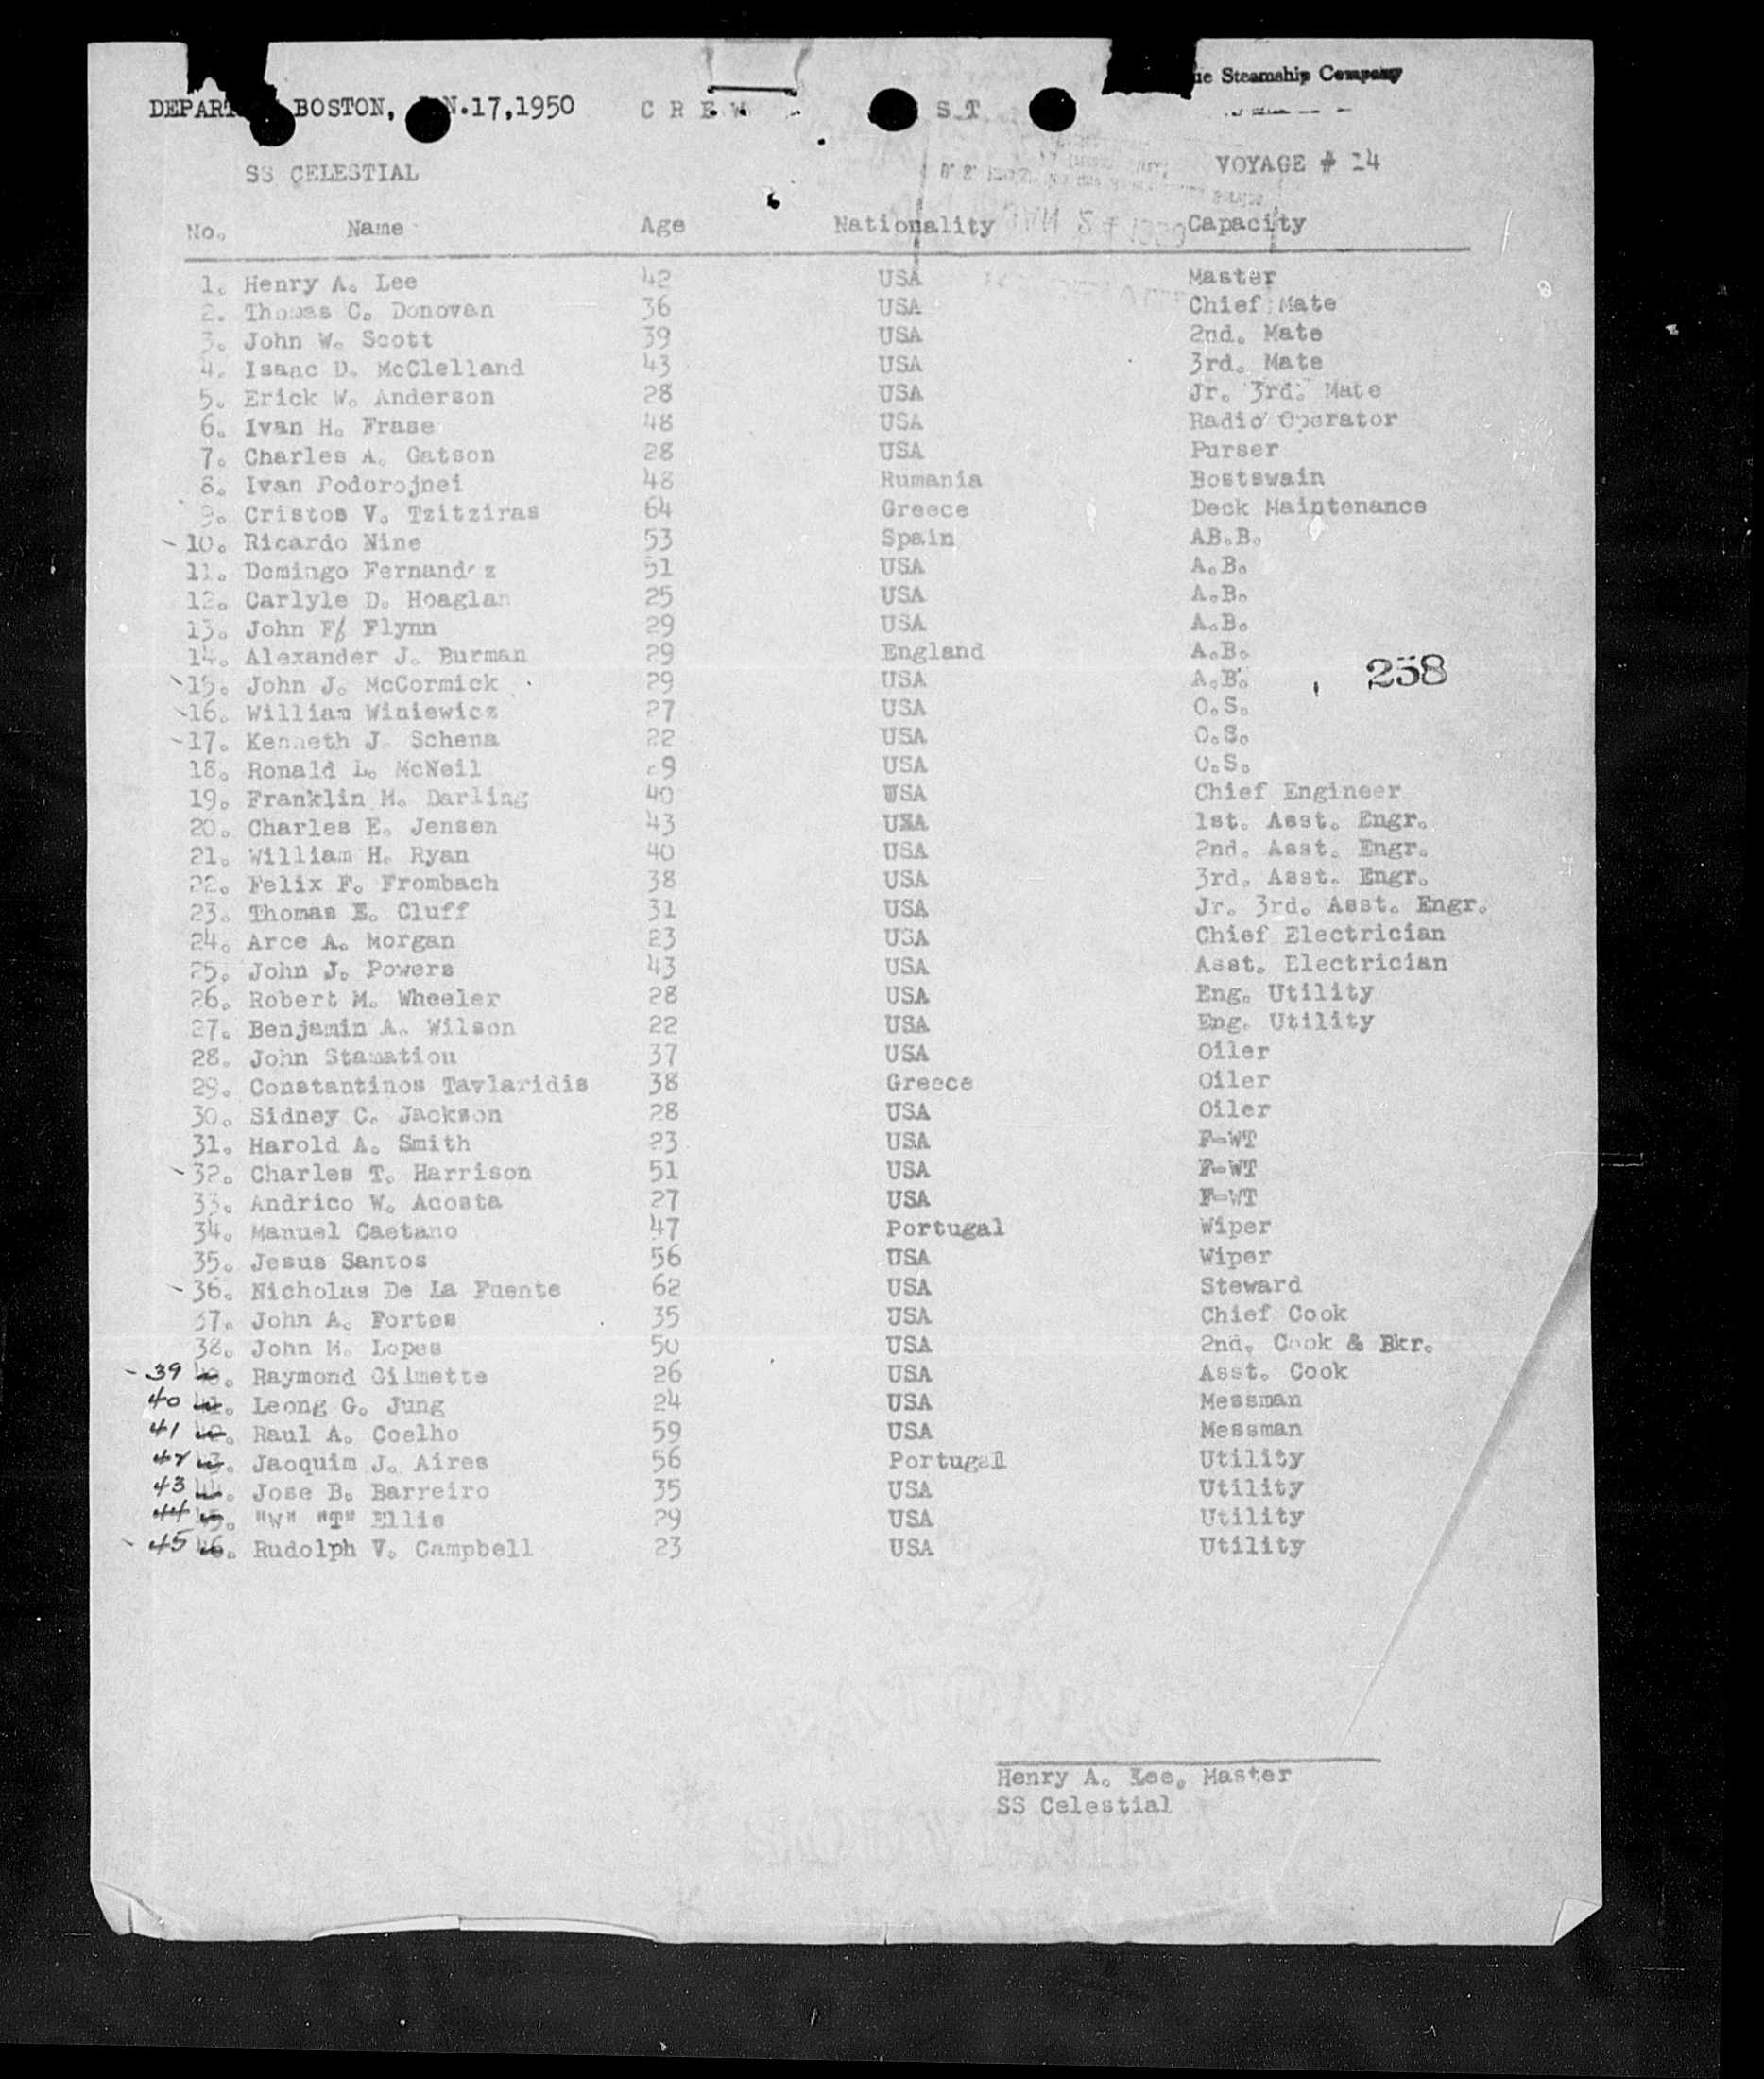 ue Steamship Company
DEPART BOSTON, N.17,1950 C R E W S T
SS CELESTIAL VOYAGE # 14
No. Name Age Nationality Capacity
1. Henry A. Lee 42 USA Master
2. Thomas C. Donovan 36 USA Chief Mate
3. John W. Scott 39 USA 2nd. Mate
4. Isaac D. McClelland 43 USA 3rd. Mate
5. Erick W. Anderson 28 USA Jr. 3rd. Mate
6. Ivan H. Frase 48 USA Radio Operator
7. Charles A. Gatson 28 USA Purser
8. Ivan Podorojnei 48 Rumania Bostswain
9. Cristos V. Tzitziras 64 Greece Deck Maintenance
10. Ricardo Nine 53 Spain AB.B.
11. Domingo Fernandez 51 USA A.B.
12. Carlyle D. Hoaglan 25 USA A.B.
13. John F/ Flynn 29 USA A.B.
14. Alexander J. Burman 29 England A.B.
258
15. John J. McCormick 29 USA A.B.
16. William Winiewicz 27 USA O.S.
17. Kenneth J. Schena 22 USA O.S.
18. Ronald L. McNeil 29 USA O.S.
19. Franklin M. Darling 40 USA Chief Engineer
20. Charles E. Jensen 43 USA 1st. Asst. Engr.
21. William H. Ryan 40 USA 2nd. Asst. Engr.
22. Felix F. Frombach 38 USA 3rd. Asst. Engr.
23. Thomas E. Cluff 31 USA Jr. 3rd. Asst. Engr.
24. Arce A. Morgan 23 USA Chief Electrician
25. John J. Powers 43 USA Asst. Electrician
26. Robert M. Wheeler 28 USA Eng. Utility
27. Benjamin A. Wilson 22 USA Eng. Utility
28. John Stamatiou 37 USA Oiler
29. Constantinos Tavlaridis 38 Greece Oiler
30. Sidney C. Jackson 28 USA Oiler
31. Harold A. Smith 23 USA F-WT
32. Charles T. Harrison 51 USA F-WT
33. Andrico W. Acosta 27 USA F-WT
34. Manuel Caetano 47 Portugal Wiper
35. Jesus Santos 56 USA Wiper
36. Nicholas De La Fuente 62 USA Steward
37. John A. Fortes 35 USA Chief Cook
38. John M. Lopes 50 USA 2nd. Cook & Bkr.
39 40. Raymond Gilmette 26 USA Asst. Cook
40 41. Leong G. Jung 24 USA Messman
41 42. Raul A. Coelho 59 USA Messman
42 43. Jaoquim J. Aires 56 Portugal Utility
43 44. Jose B. Barreiro 35 USA Utility
44 45. "W" "T" Ellis 29 USA Utility
45 46. Rudolph V. Campbell 23 USA Utility
Henry A. Lee, Master
SS Celestial